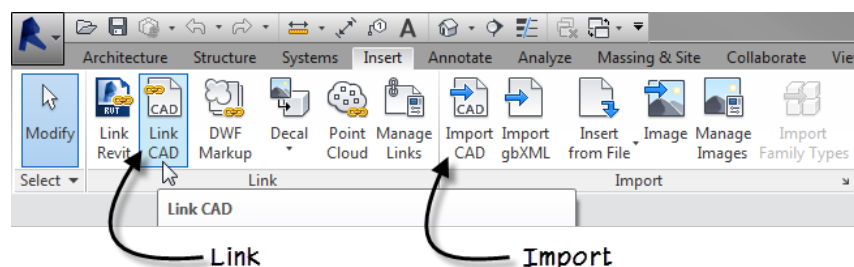 A
Architecture Structure Systems Insert Annotate Analyze Massing & Site Collaborate Vie
RVT CAD CAD
Modify Link Link DWF Decal Point Manage Import Import Insert Image Manage Import
Revit CAD Markup Cloud Links CAD gbXML from File Images Family Types
Select Link Import
Link CAD
Link Import